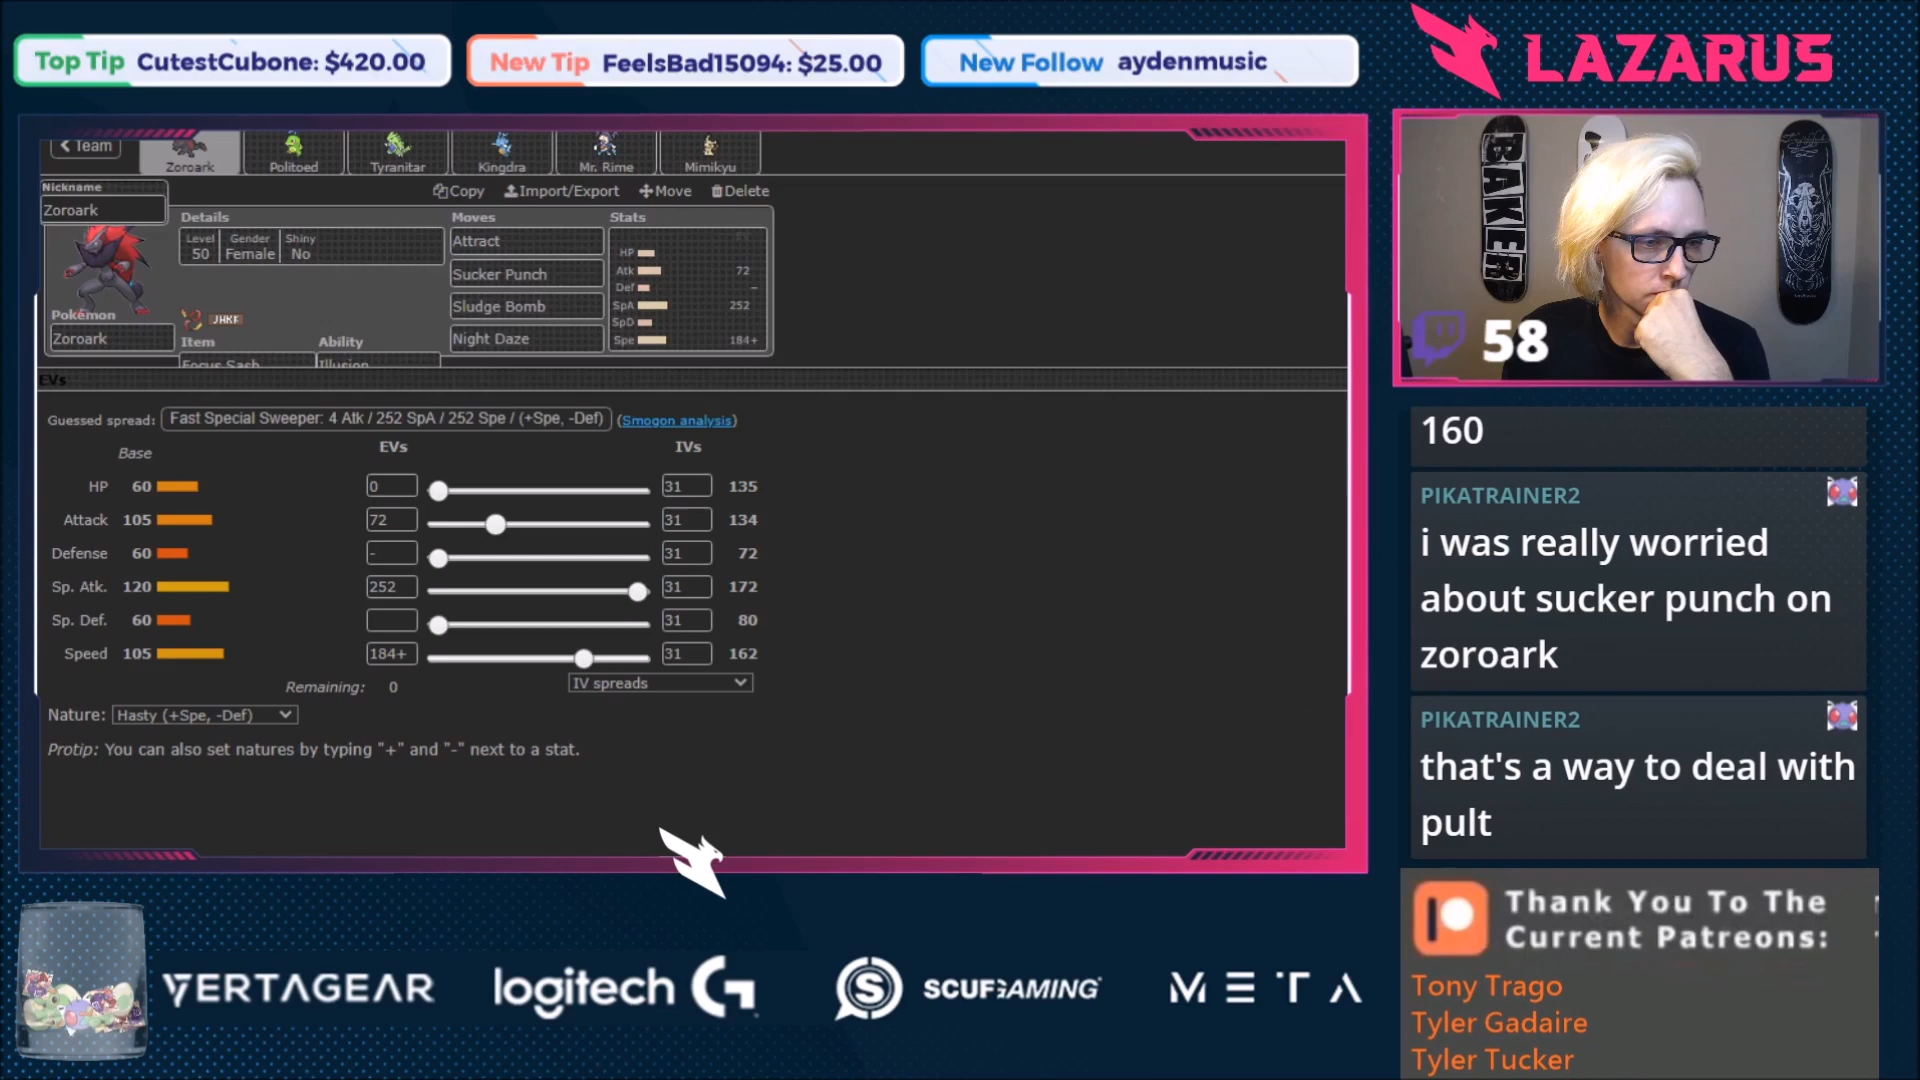 Top Tip CutestCubone: $420.00
New Tip FeelsBad15094: $25.00
New Follow aydenmusic
LAZARUS
Team
Zoroark
Politoed
Tyranitar
Kingdra
Mr. Rime
Mimikyu
Copy
Import/Export
Move
Delete
Nickname
Zoroark
Details
Level
50
Gender
Female
Shiny
No
Pokémon
Zoroark
Item
Focus Sash
Ability
Illusion
Moves
Attract
Sucker Punch
Sludge Bomb
Night Daze
Stats
HP
Atk 72
Def –
SpA 252
SpD
Spe 184+
EVs
Guessed spread: Fast Special Sweeper: 4 Atk / 252 SpA / 252 Spe / (+Spe, -Def) (Smogon analysis)
Base EVs IVs
HP 60 0 31 135
Attack 105 72 31 134
Defense 60 - 31 72
Sp. Atk. 120 252 31 172
Sp. Def. 60 31 80
Speed 105 184+ 31 162
Remaining: 0
IV spreads
Nature: Hasty (+Spe, -Def)
Protip: You can also set natures by typing "+" and "-" next to a stat.
BAKER
58
160
PIKATRAINER2
i was really worried
about sucker punch on
zoroark
PIKATRAINER2
that's a way to deal with
pult
Thank You To The
Current Patreons:
Tony Trago
Tyler Gadaire
Tyler Tucker
VERTAGEAR
logitech G
SCUFGAMING
META